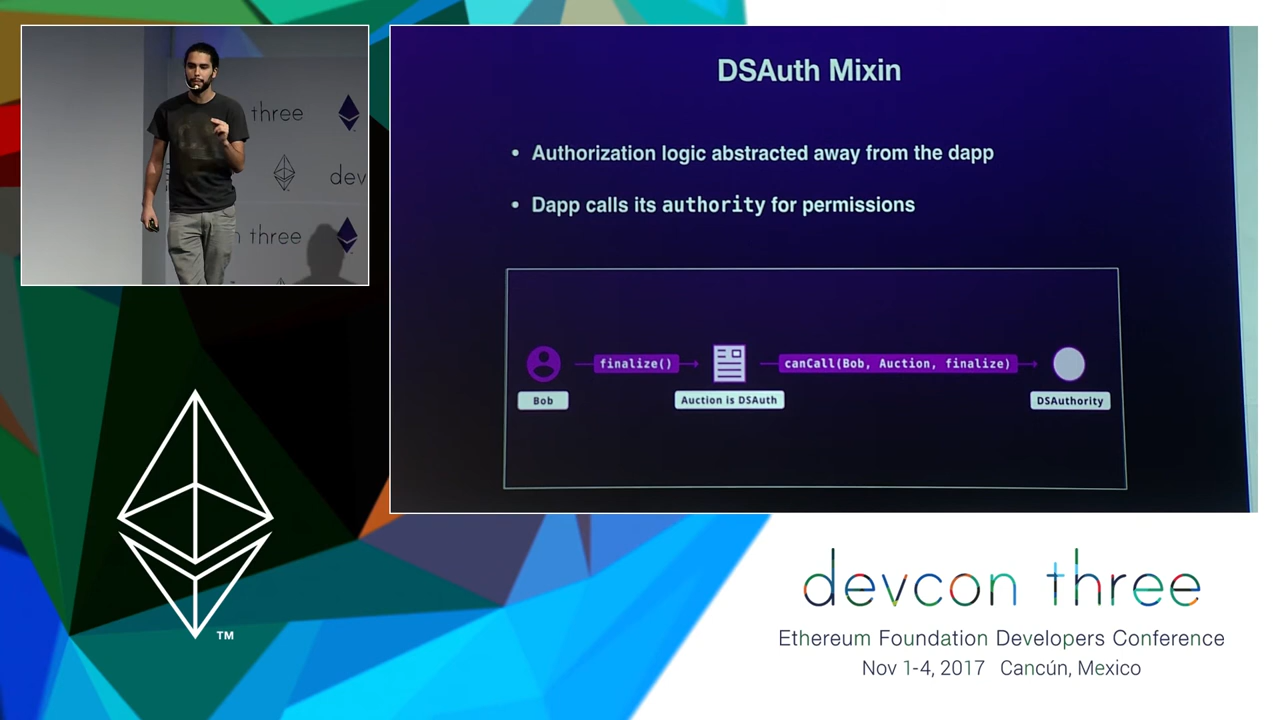 three
dev
n three
DSAuth Mixin
• Authorization logic abstracted away from the dapp
• Dapp calls its authority for permissions
finalize()
canCall(Bob, Auction, finalize)
Bob
Auction is DSAuth
DSAuthority
TM
devcon three
Ethereum Foundation Developers Conference
Nov 1-4, 2017 Cancún, Mexico